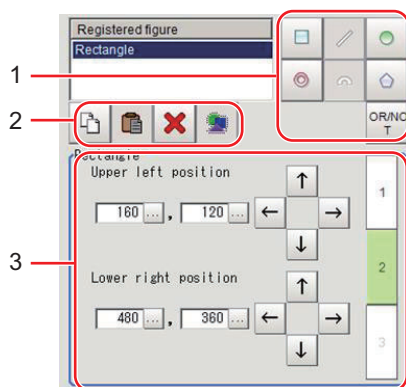 Registered figure
Rectangle
1
2
OR/NO
T
Rectangle
Upper left position
160 ... , 120 ...
← ↑ → ↓
Lower right position
480 ... , 360 ...
← ↑ → ↓
1
2
3
3